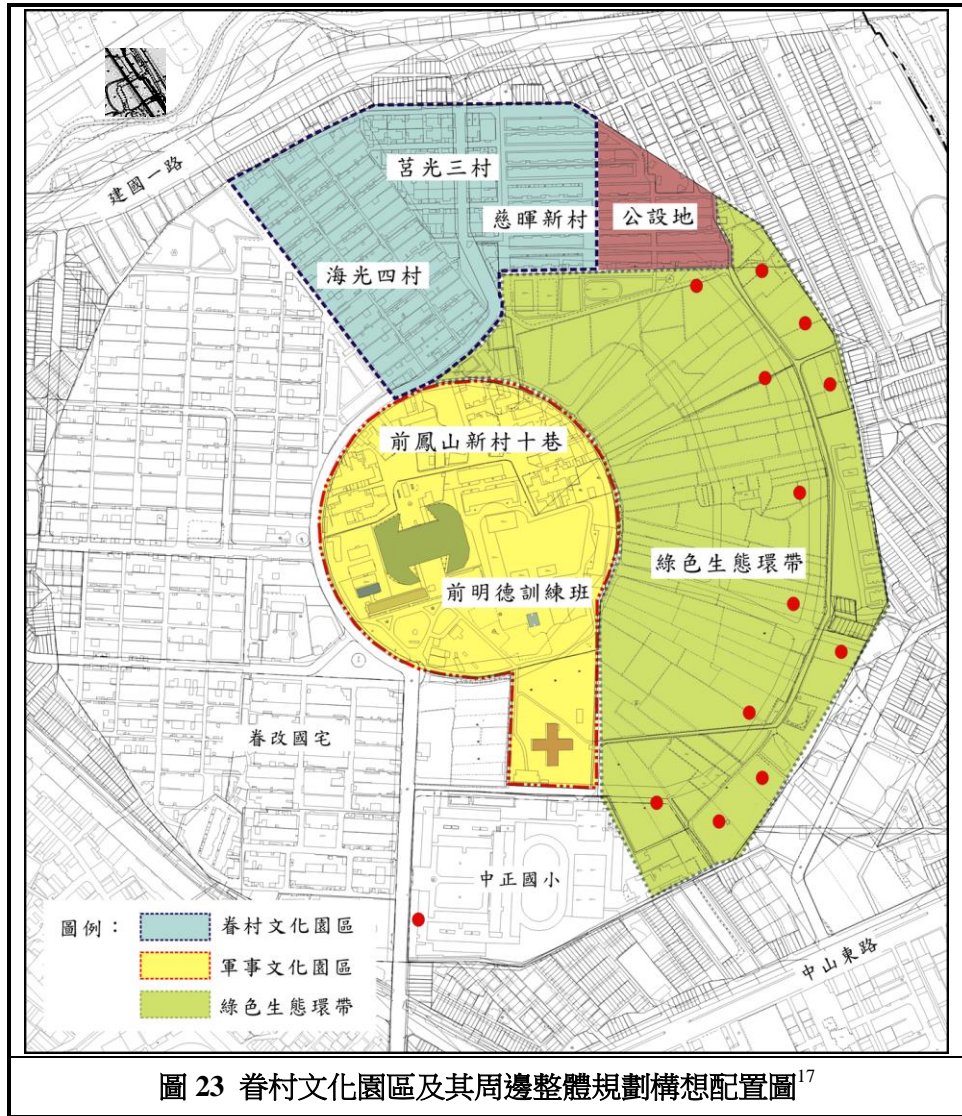 建國一路
莒光三村
慈暉新村
公設地
海光四村
前鳳山新村十巷
綠色生態環帶
前明德訓練班
眷改國宅
中正國小
中山東路
圖例：
眷村文化園區
軍事文化園區
綠色生態環帶
圖 23 眷村文化園區及其周邊整體規劃構想配置圖17